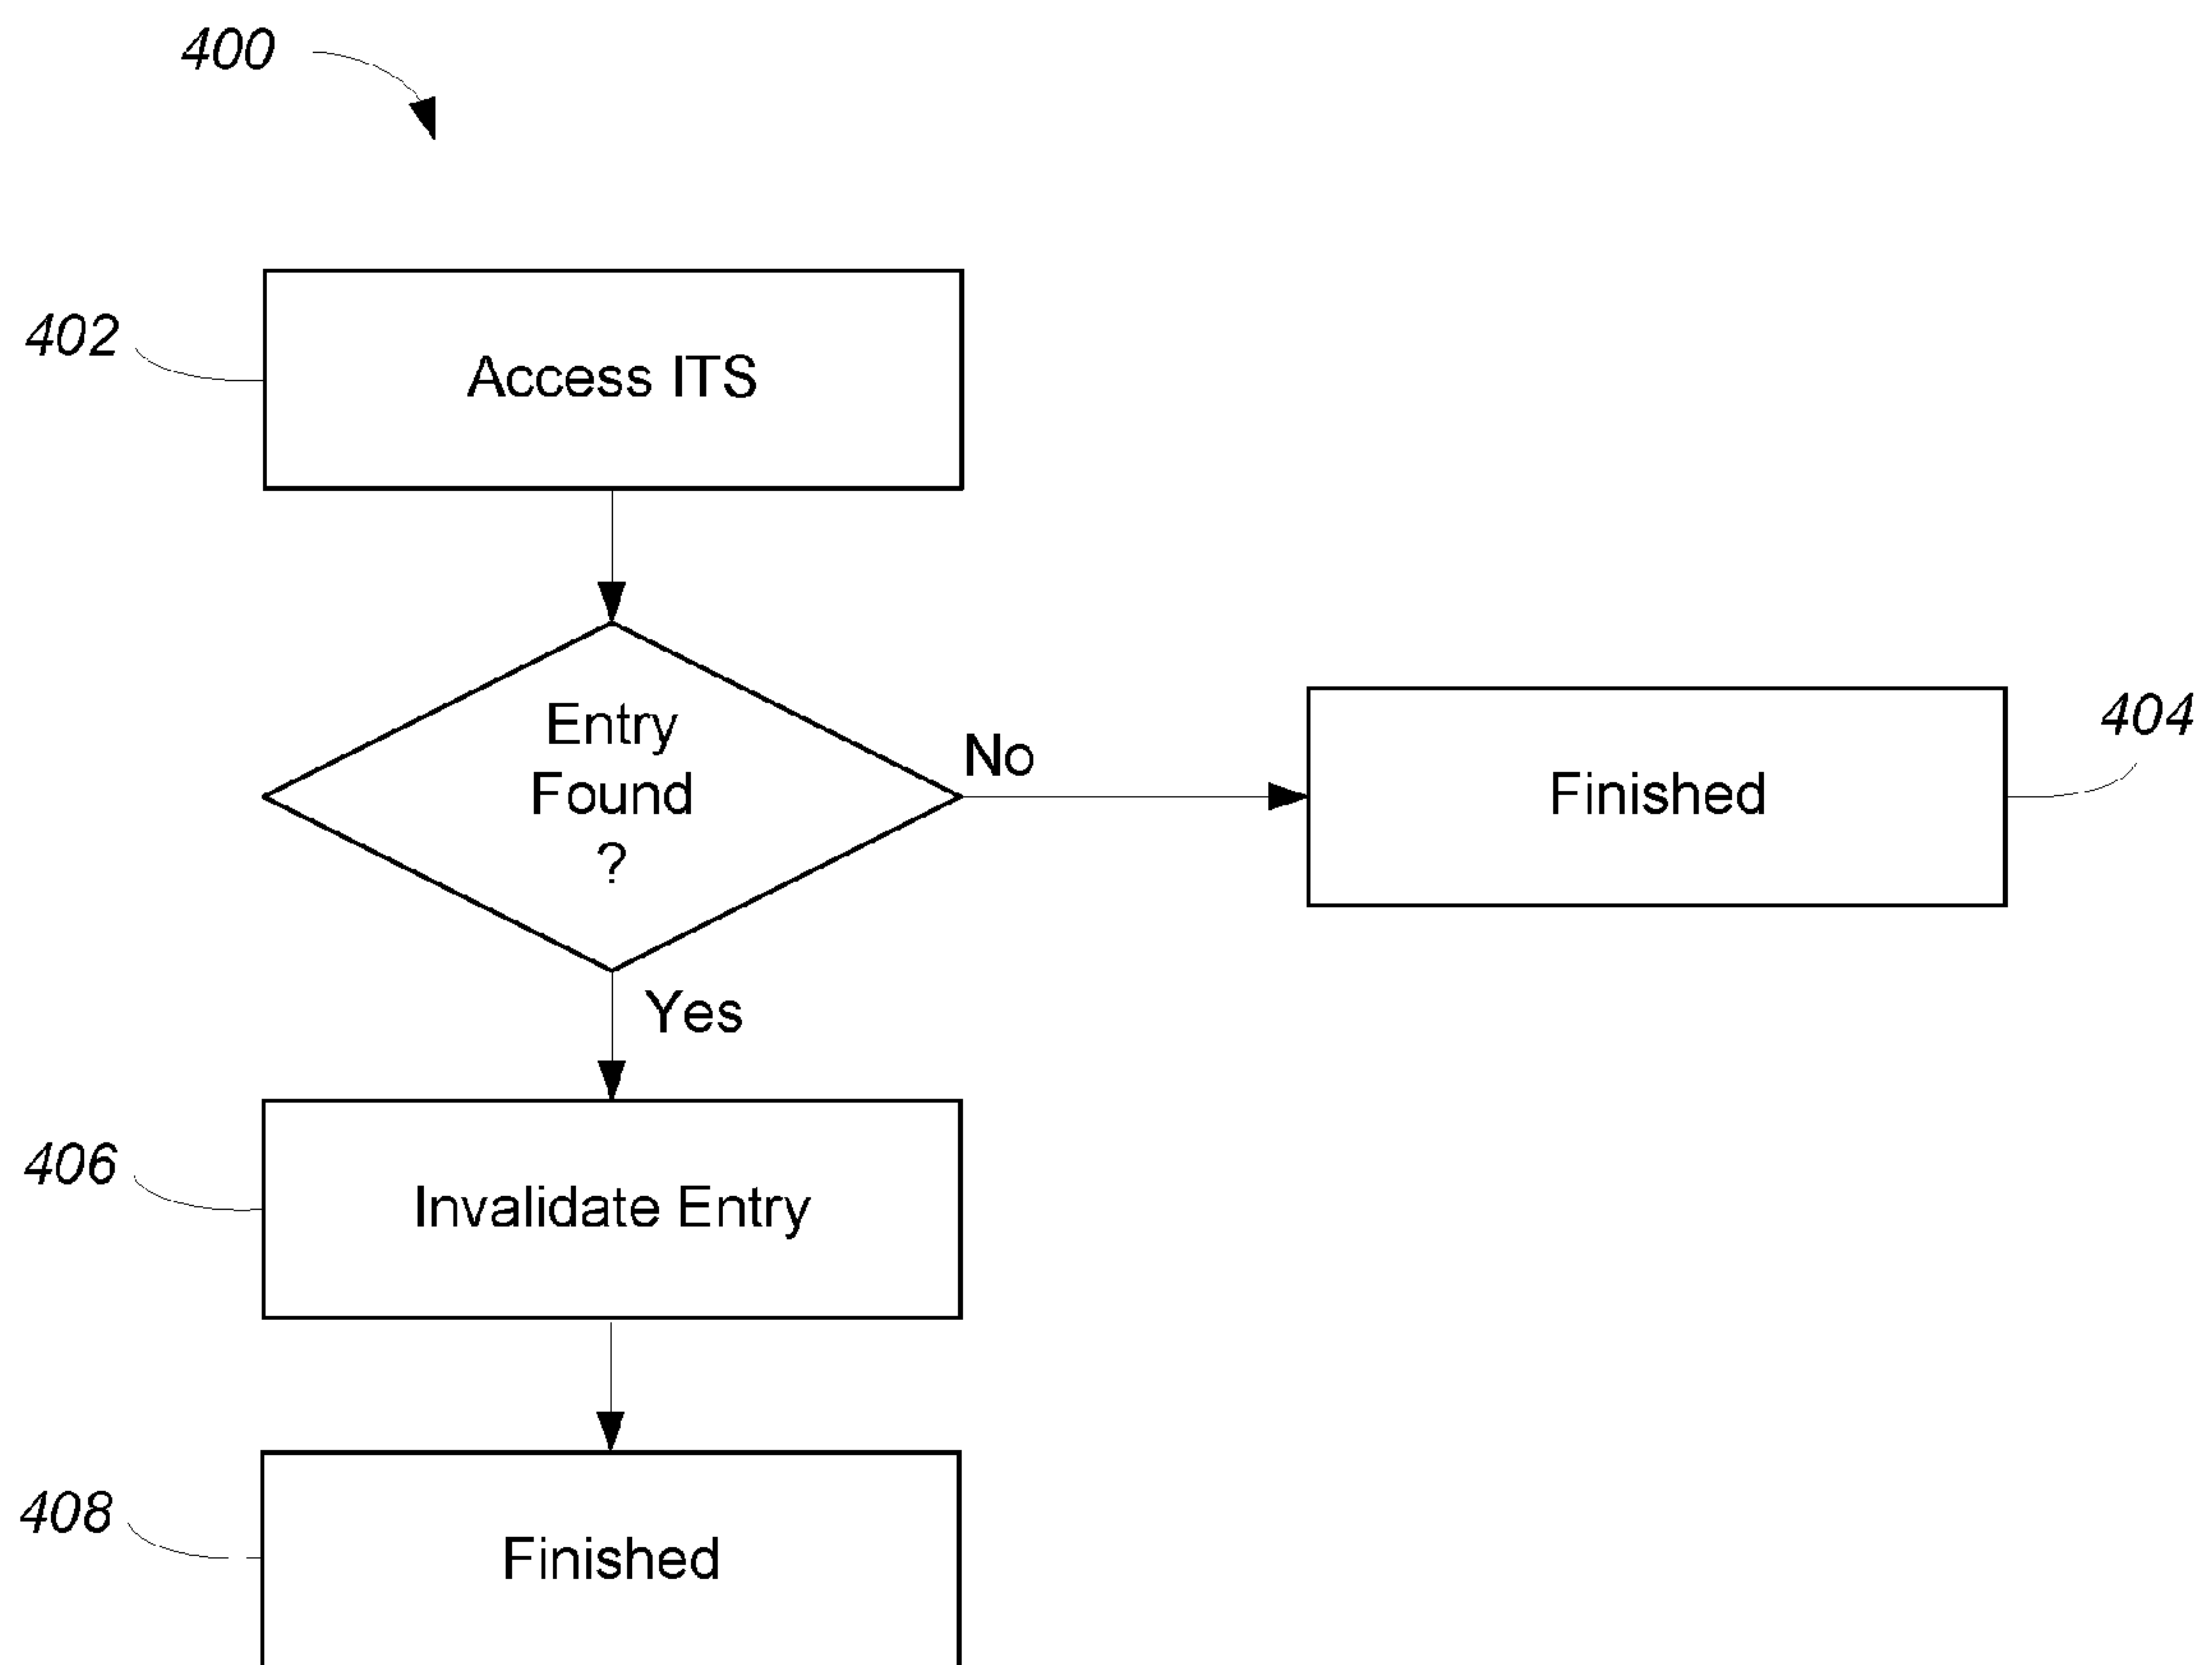 400
402
Access ITS
Entry
Found
?
No
Finished
404
Yes
406
Invalidate Entry
408
Finished